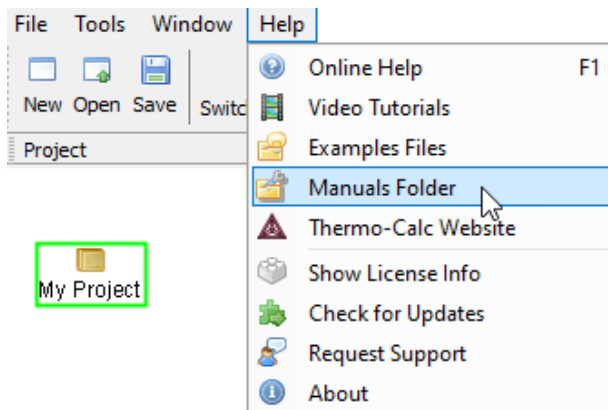 File Tools Window Help
New Open Save Switc
Project
My Project
Online Help F1
Video Tutorials
Examples Files
Manuals Folder
Thermo-Calc Website
Show License Info
Check for Updates
Request Support
About